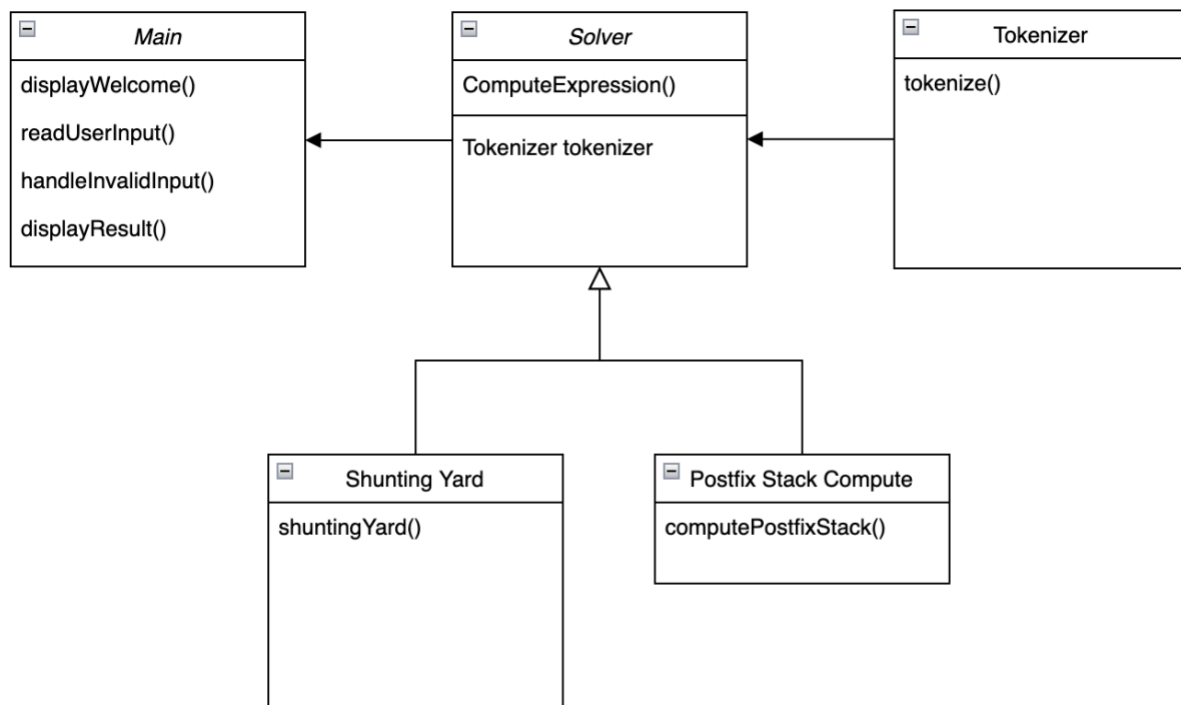 Main
displayWelcome()
readUserInput()
handleInvalidInput()
displayResult()
Solver
ComputeExpression()
Tokenizer tokenizer
Tokenizer
tokenize()
Shunting Yard
shuntingYard()
Postfix Stack Compute
computePostfixStack()